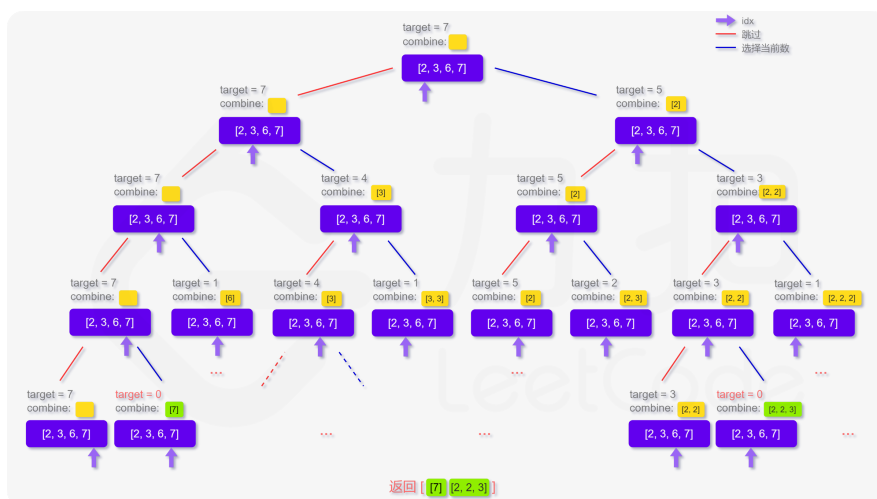 idx
跳过
选择当前数
target = 7
combine:
[2, 3, 6, 7]
target = 7
combine:
[2, 3, 6, 7]
target = 5
combine: [2]
[2, 3, 6, 7]
target = 7
combine:
[2, 3, 6, 7]
target = 4
combine: [3]
[2, 3, 6, 7]
target = 5
combine: [2]
[2, 3, 6, 7]
target = 3
combine: [2, 2]
[2, 3, 6, 7]
target = 7
combine:
[2, 3, 6, 7]
target = 1
combine: [6]
[2, 3, 6, 7]
...
target = 4
combine: [3]
[2, 3, 6, 7]
target = 1
combine: [3, 3]
[2, 3, 6, 7]
target = 5
combine: [2]
[2, 3, 6, 7]
...
target = 2
combine: [2, 3]
[2, 3, 6, 7]
target = 3
combine: [2, 2]
[2, 3, 6, 7]
target = 1
combine: [2, 2, 2]
[2, 3, 6, 7]
...
target = 7
combine:
[2, 3, 6, 7]
target = 0
combine: [7]
[2, 3, 6, 7]
...
...
target = 3
combine: [2, 2]
[2, 3, 6, 7]
target = 0
combine: [2, 2, 3]
[2, 3, 6, 7]
...
返回 [ [7] [2, 2, 3] ]
力扣
LeetCode